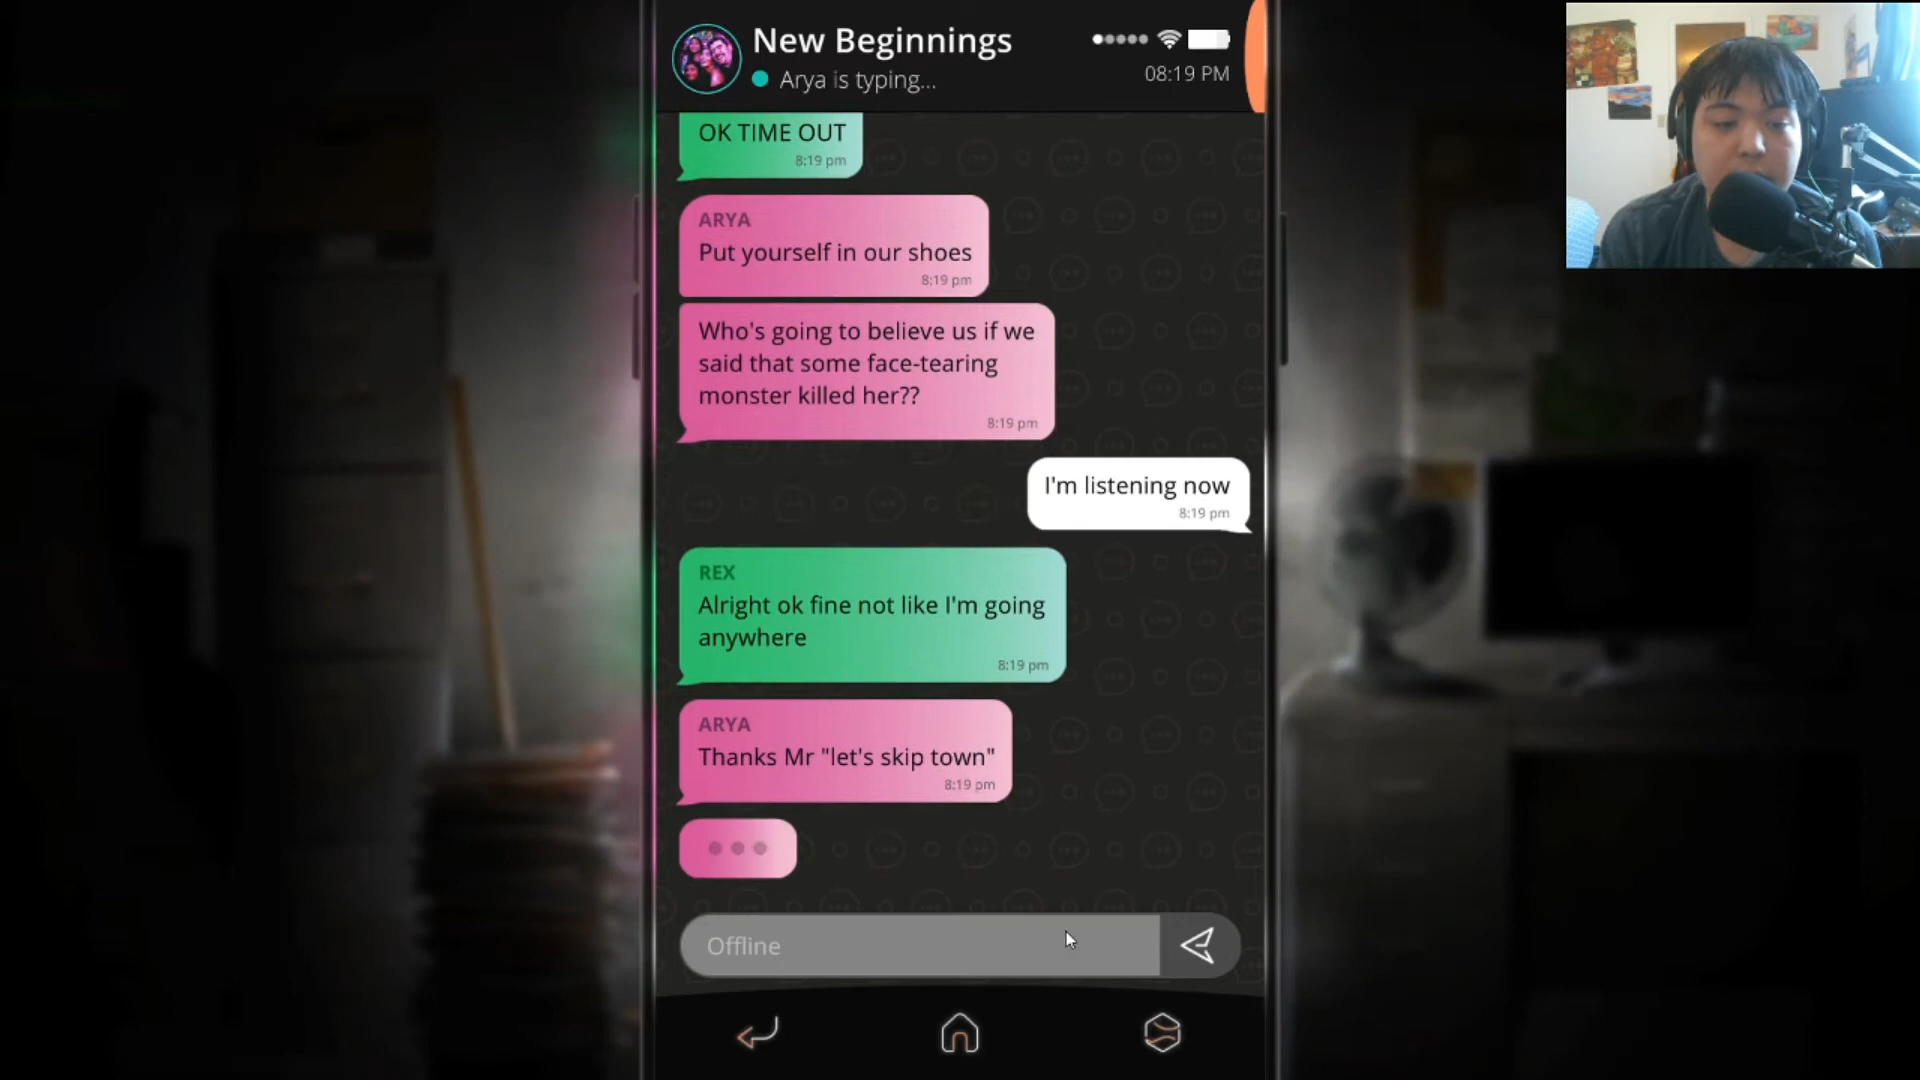 New Beginnings
Arya is typing...
08:19 PM
OK TIME OUT
8:19 pm
ARYA
Put yourself in our shoes
8:19 pm
Who's going to believe us if we
said that some face-tearing
monster killed her??
8:19 pm
I'm listening now
8:19 pm
REX
Alright ok fine not like I'm going
anywhere
8:19 pm
ARYA
Thanks Mr "let's skip town"
8:19 pm
Offline